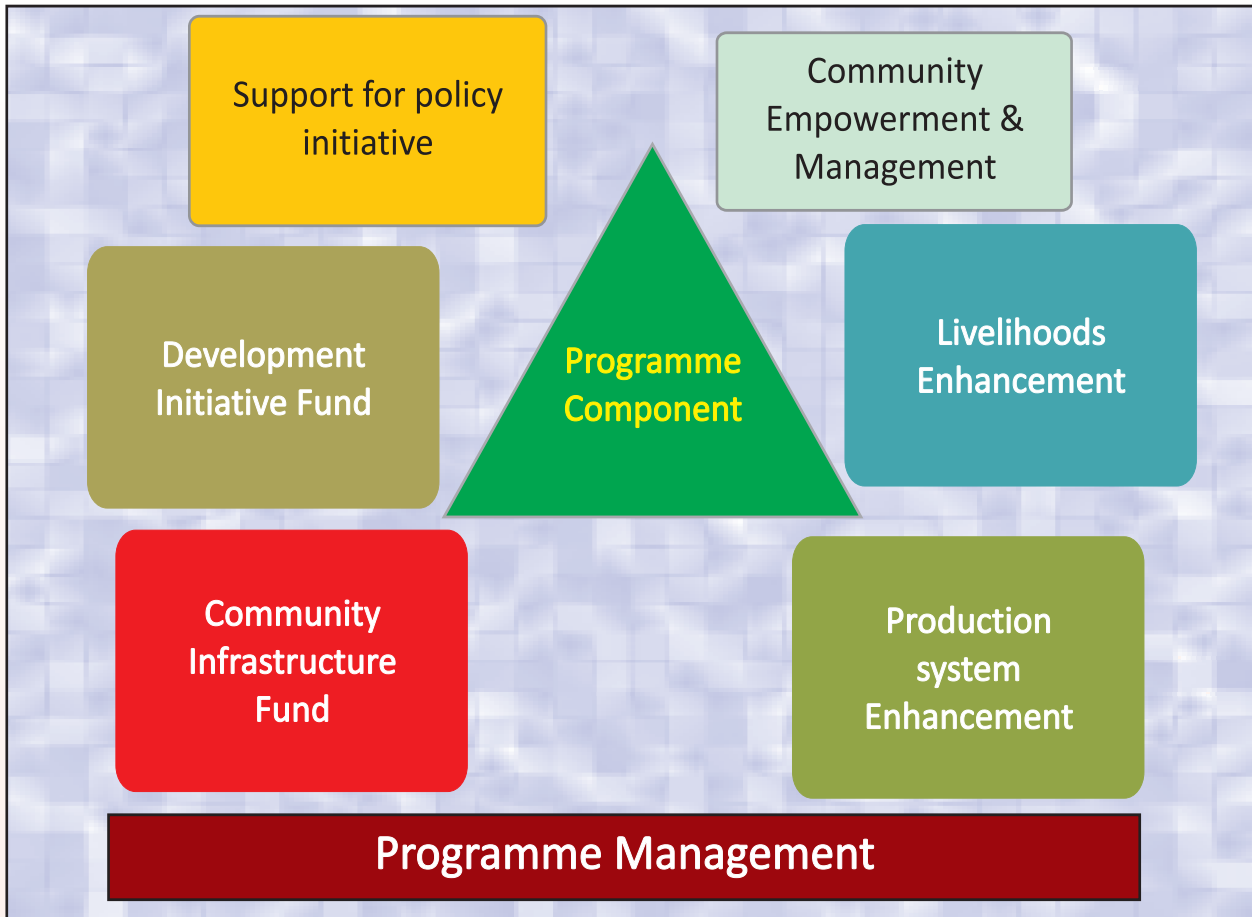 Support for policy
initiative
Community
Empowerment &
Management
Development
Initiative Fund
Programme
Component
Livelihoods
Enhancement
Community
Infrastructure
Fund
Production
system
Enhancement
Programme Management